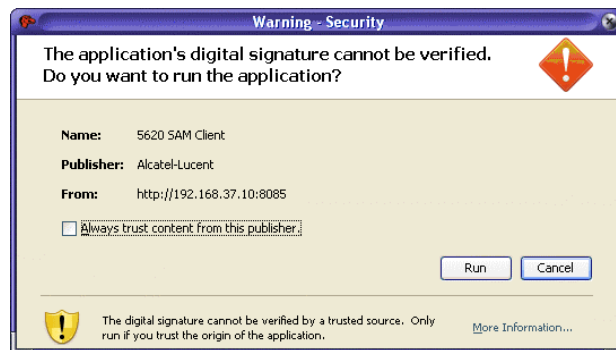 Warning - Security
The application's digital signature cannot be verified.
Do you want to run the application?
Name: 5620 SAM Client
Publisher: Alcatel-Lucent
From: http://192.168.37.10:8085
Always trust content from this publisher.
Run Cancel
The digital signature cannot be verified by a trusted source. Only
run if you trust the origin of the application.
More Information...